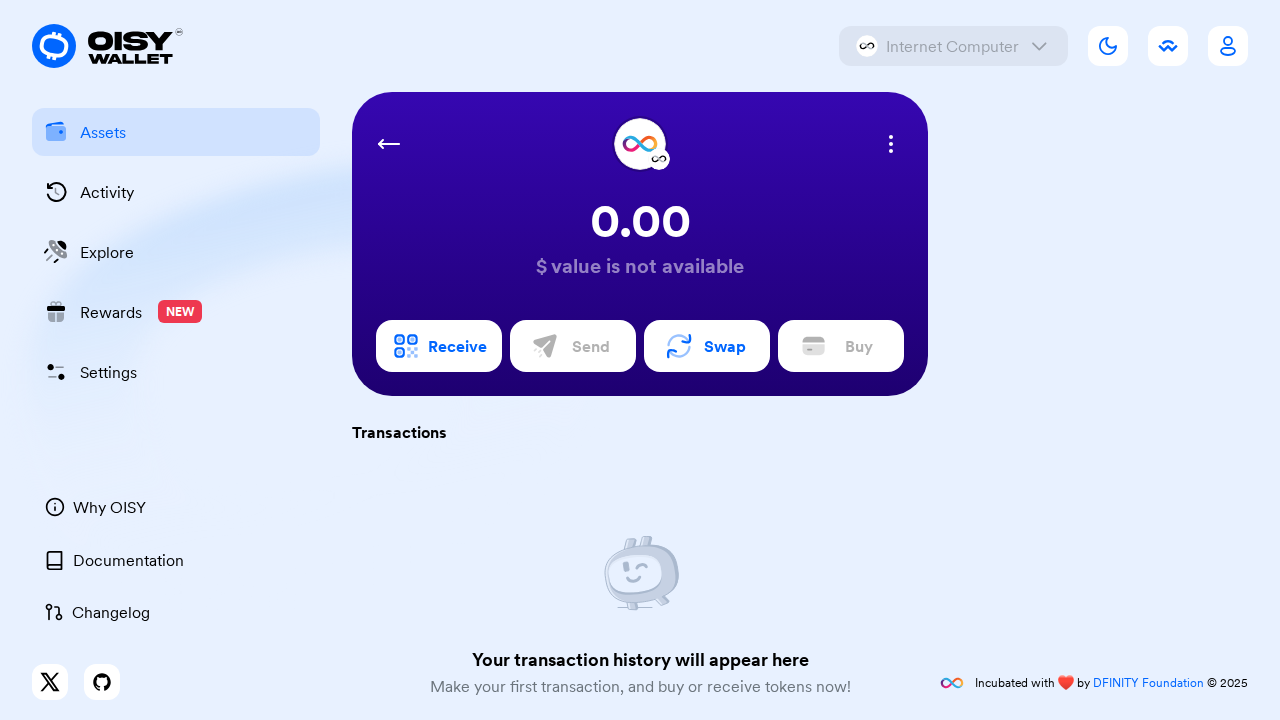 OISY
WALLET
Internet Computer
Assets
Activity
Explore
Rewards NEW
Settings
Why OISY
Documentation
Changelog
0.00
$ value is not available
Receive
Send
Swap
Buy
Transactions
Your transaction history will appear here
Make your first transaction, and buy or receive tokens now!
Incubated with ❤️ by DFINITY Foundation © 2025